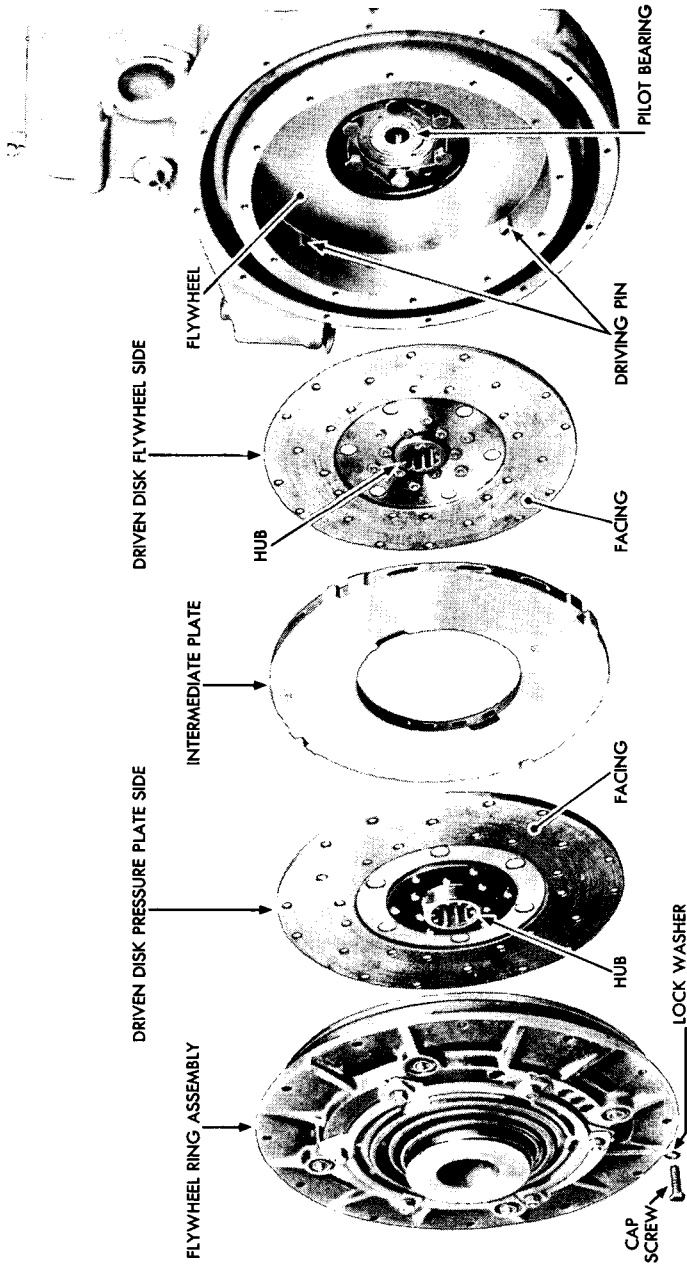 FLYWHEEL RING ASSEMBLY
DRIVEN DISK PRESSURE PLATE SIDE
INTERMEDIATE PLATE
DRIVEN DISK FLYWHEEL SIDE
FLYWHEEL
HUB
CAP
SCREW
LOCK WASHER
HUB
FACING
FACING
DRIVING PIN
PILOT BEARING